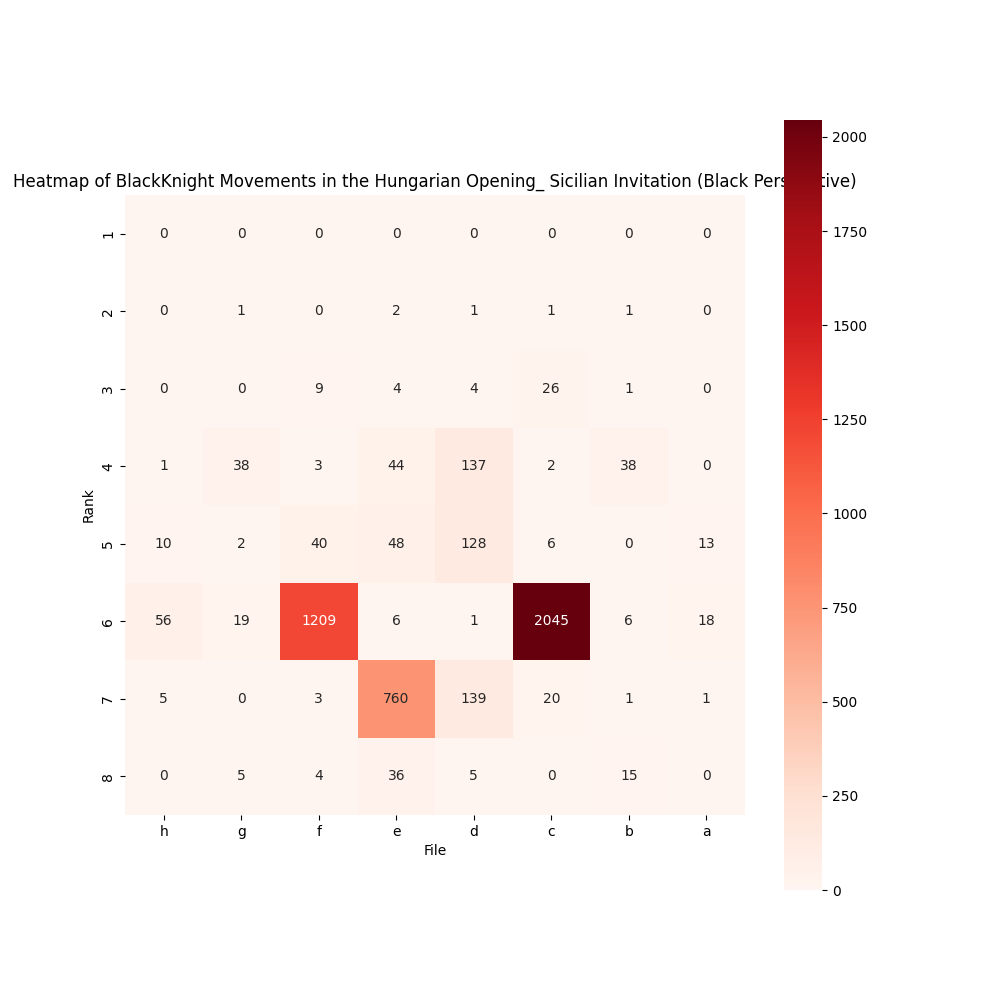 Heatmap of BlackKnight Movements in the Hungarian Opening_ Sicilian Invitation (Black Perspective)
1 0 0 0 0 0 0 0 0
2 0 1 0 2 1 1 1 0
3 0 0 9 4 4 26 1 0
4 1 38 3 44 137 2 38 0
5 10 2 40 48 128 6 0 13
6 56 19 1209 6 1 2045 6 18
7 5 0 3 760 139 20 1 1
8 0 5 4 36 5 0 15 0
h g f e d c b a
File
Rank
2000
1750
1500
1250
1000
750
500
250
0